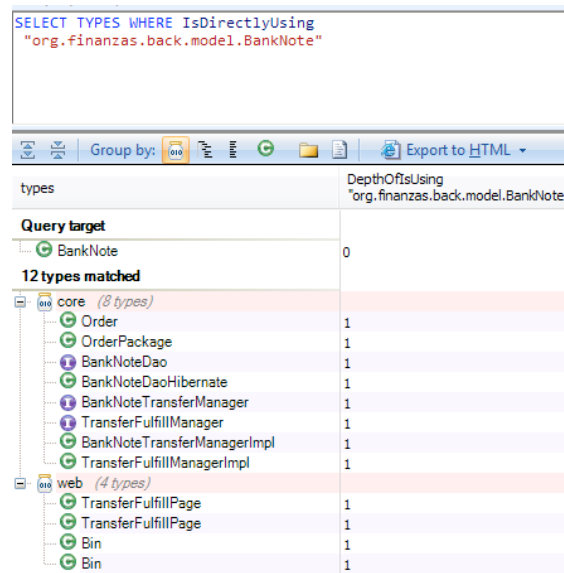 SELECT TYPES WHERE IsDirectlyUsing
"org.finanzas.back.model.BankNote"
Group by: Export to HTML
types DepthOfIsUsing
"org.finanzas.back.model.BankNote
Query target
BankNote 0
12 types matched
core (8 types)
Order 1
OrderPackage 1
BankNoteDao 1
BankNoteDaoHibernate 1
BankNoteTransferManager 1
TransferFulfillManager 1
BankNoteTransferManagerImpl 1
TransferFulfillManagerImpl 1
web (4 types)
TransferFulfillPage 1
TransferFulfillPage 1
Bin 1
Bin 1